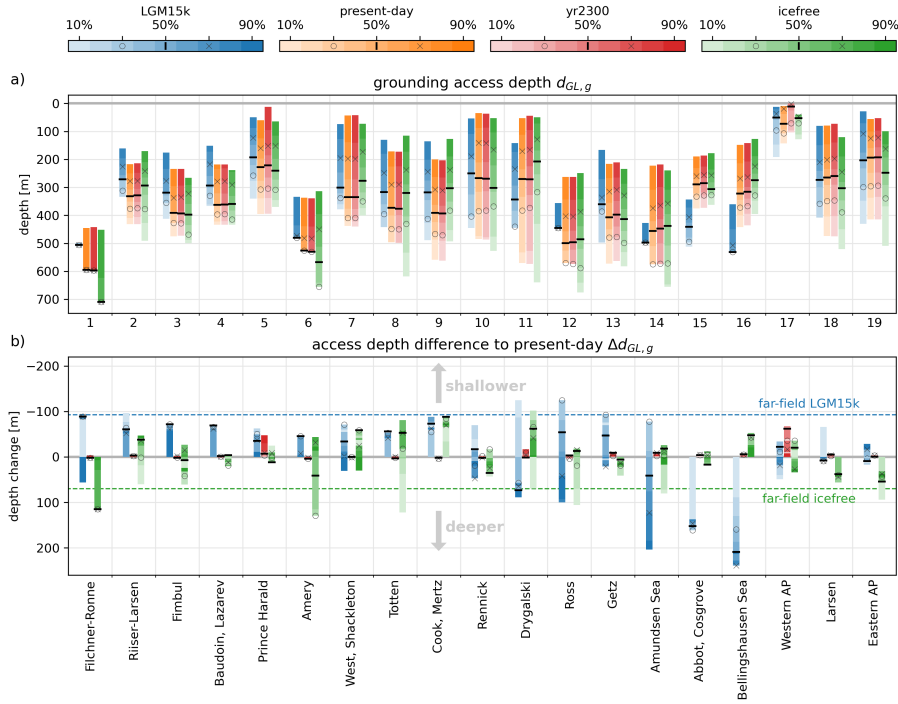 LGM15k present-day yr2300 icefree
10% 50% 90% 10% 50% 90% 10% 50% 90% 10% 50% 90%
a)
grounding access depth d_GL,g
depth [m]
0
100
200
300
400
500
600
700
1 2 3 4 5 6 7 8 9 10 11 12 13 14 15 16 17 18 19
b)
access depth difference to present-day Δd_GL,g
depth change [m]
−200
−100
0
100
200
shallower
deeper
far-field LGM15k
far-field icefree
Filchner-Ronne
Riiser-Larsen
Fimbul
Baudoin, Lazarev
Prince Harald
Amery
West, Shackleton
Totten
Cook, Mertz
Rennick
Drygalski
Ross
Getz
Amundsen Sea
Abbot, Cosgrove
Bellingshausen Sea
Western AP
Larsen
Eastern AP